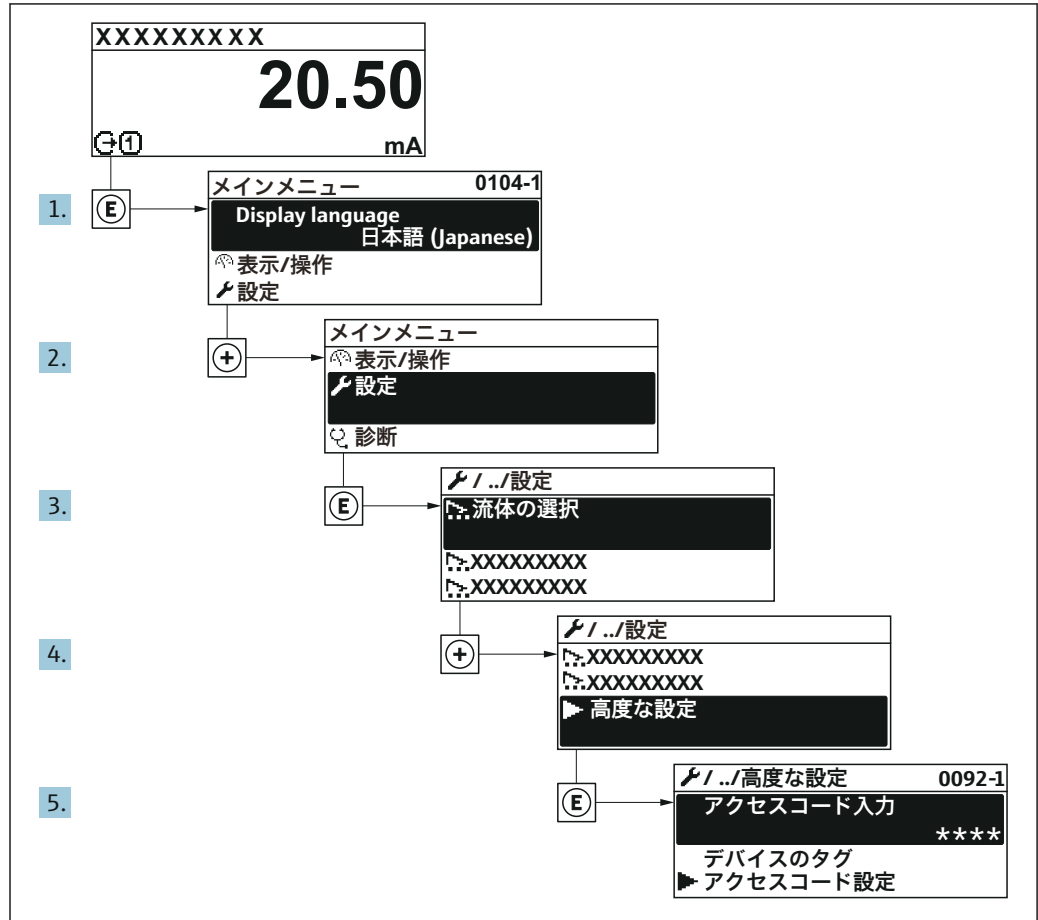 XXXXXXXXX
20.50
mA
1.
E
メインメニュー 0104-1
Display language
日本語 (Japanese)
表示/操作
設定
2.
+
メインメニュー
表示/操作
設定
診断
3.
E
/ ../設定
流体の選択
XXXXXXXXX
XXXXXXXXX
4.
+
/ ../設定
XXXXXXXXX
XXXXXXXXX
高度な設定
5.
E
/ ../高度な設定 0092-1
アクセスコード入力
****
デバイスのタグ
アクセスコード設定